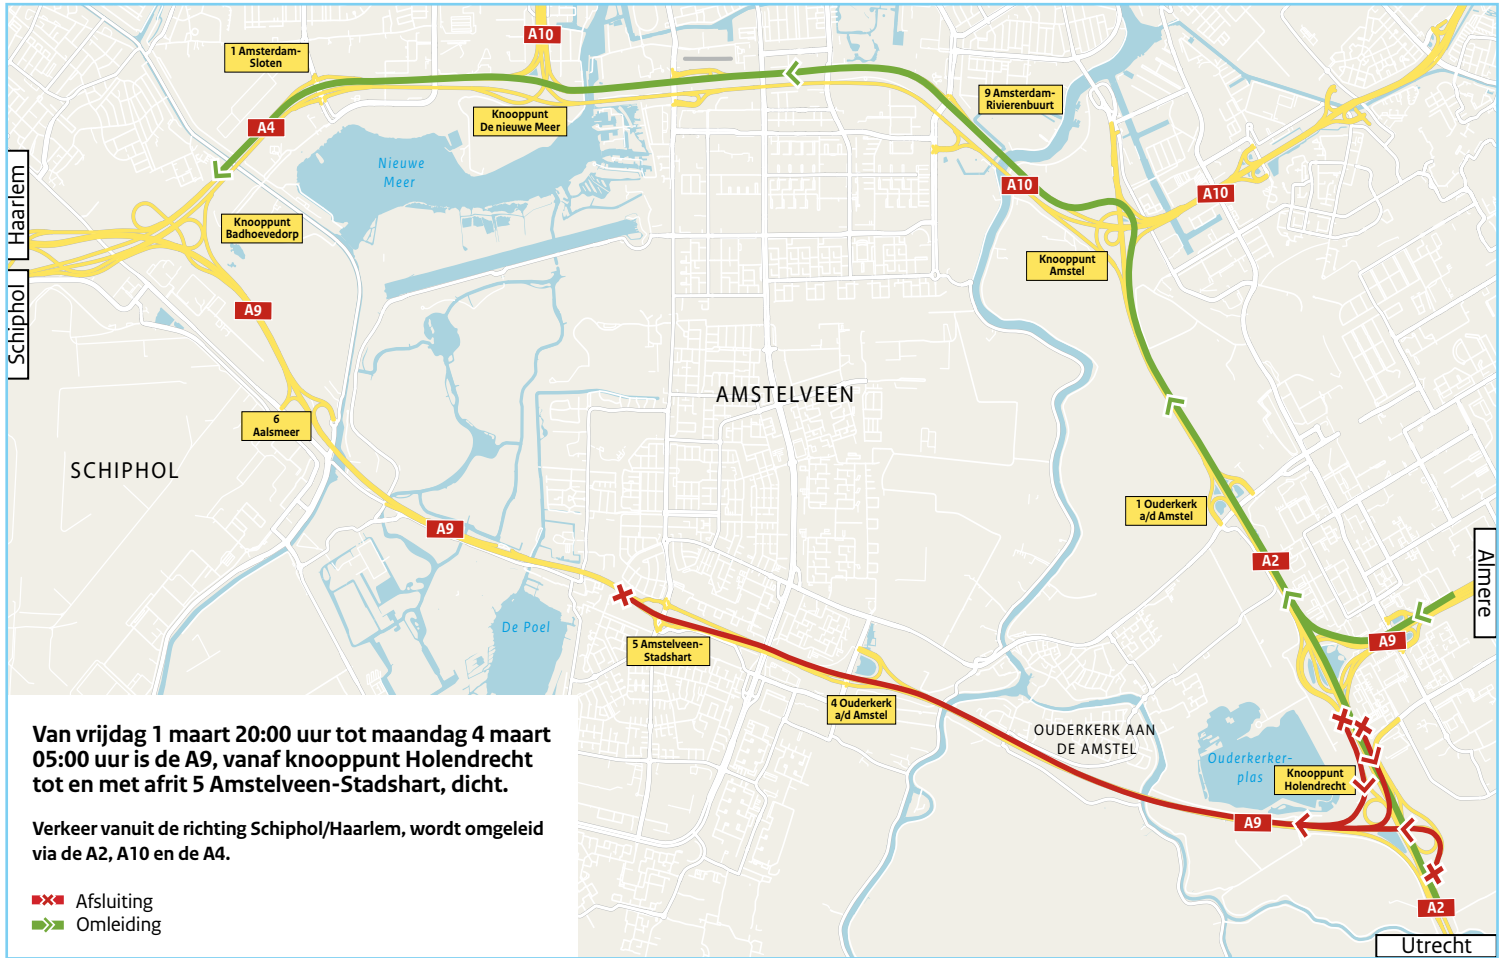 A10
1 Amsterdam-
Sloten
Knooppunt
De nieuwe Meer
9 Amsterdam-
Rivierenbuurt
A4
Nieuwe
Meer
Haarlem
A10
A10
Knooppunt
Badhoevedorp
Knooppunt
Amstel
Schiphol
A9
AMSTELVEEN
6
Aalsmeer
SCHIPHOL
1 Ouderkerk
a/d Amstel
A9
A2
Almere
De Poel
5 Amstelveen-
Stadshart
A9
4 Ouderkerk
a/d Amstel
OUDERKERK AAN
DE AMSTEL
Ouderkerker-
plas
Knooppunt
Holendrecht
A9
A2
Utrecht
Van vrijdag 1 maart 20:00 uur tot maandag 4 maart
05:00 uur is de A9, vanaf knooppunt Holendrecht
tot en met afrit 5 Amstelveen-Stadshart, dicht.
Verkeer vanuit de richting Schiphol/Haarlem, wordt omgeleid
via de A2, A10 en de A4.
Afsluiting
Omleiding